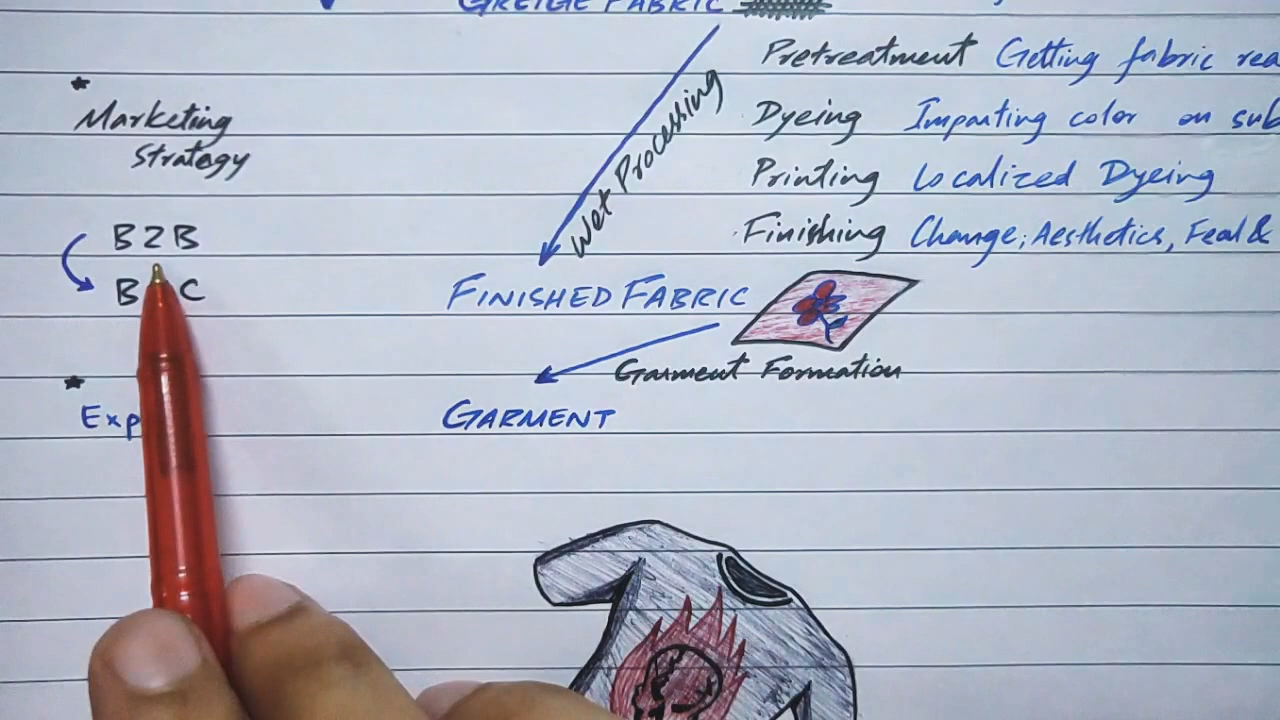 GREIGE FABRIC
Pretreatment Getting fabric rea
Dyeing Imparting color on sub
Printing Localized Dyeing
Finishing Change; Aesthetics, Feal &
Wet Processing
FINISHED FABRIC
Garment Formation
GARMENT
* Marketing
Strategy
B2B
B C
* Exp